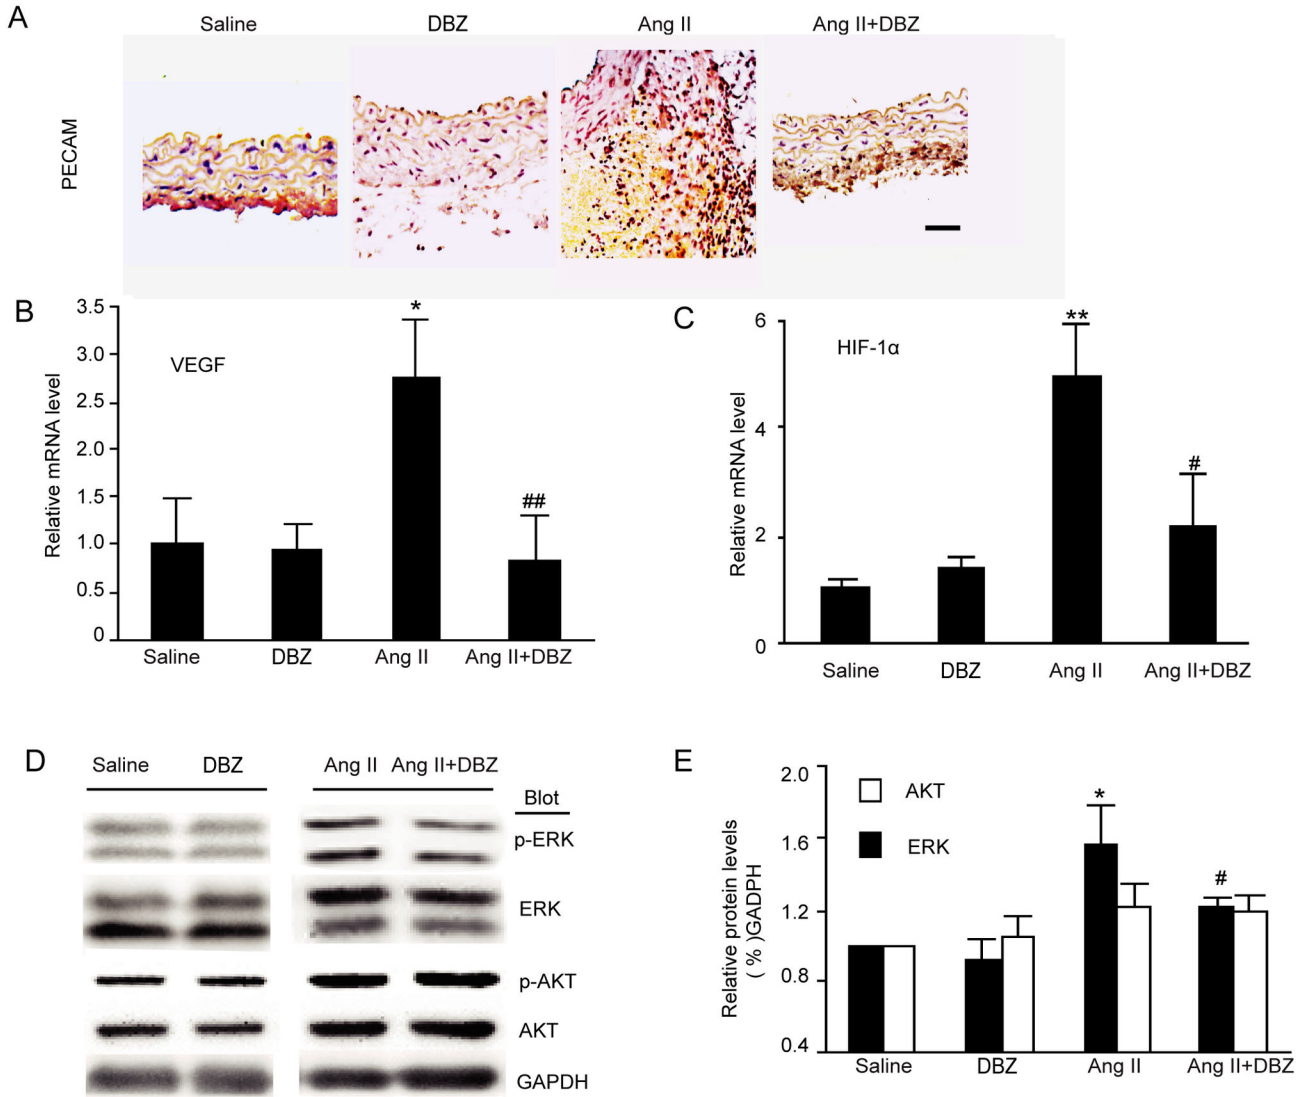 A
Saline DBZ Ang II Ang II+DBZ
PECAM
B
VEGF
Relative mRNA level
3.5
3.0
2.5
2.0
1.5
1.0
0.5
0
*
##
Saline DBZ Ang II Ang II+DBZ
C
HIF-1α
Relative mRNA level
6
4
2
0
**
#
Saline DBZ Ang II Ang II+DBZ
D
Saline DBZ Ang II Ang II+DBZ
Blot
p-ERK
ERK
p-AKT
AKT
GAPDH
E
AKT
ERK
Relative protein levels
( % )GADPH
2.0
1.6
1.2
0.8
0.4
*
#
Saline DBZ Ang II Ang II+DBZ